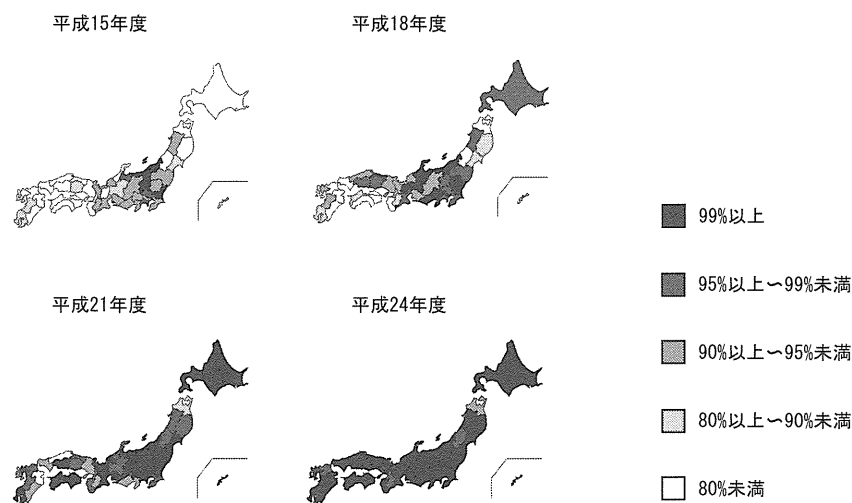 平成15年度
平成18年度
平成21年度
平成24年度
99%以上
95%以上～99%未満
90%以上～95%未満
80%以上～90%未満
80%未満